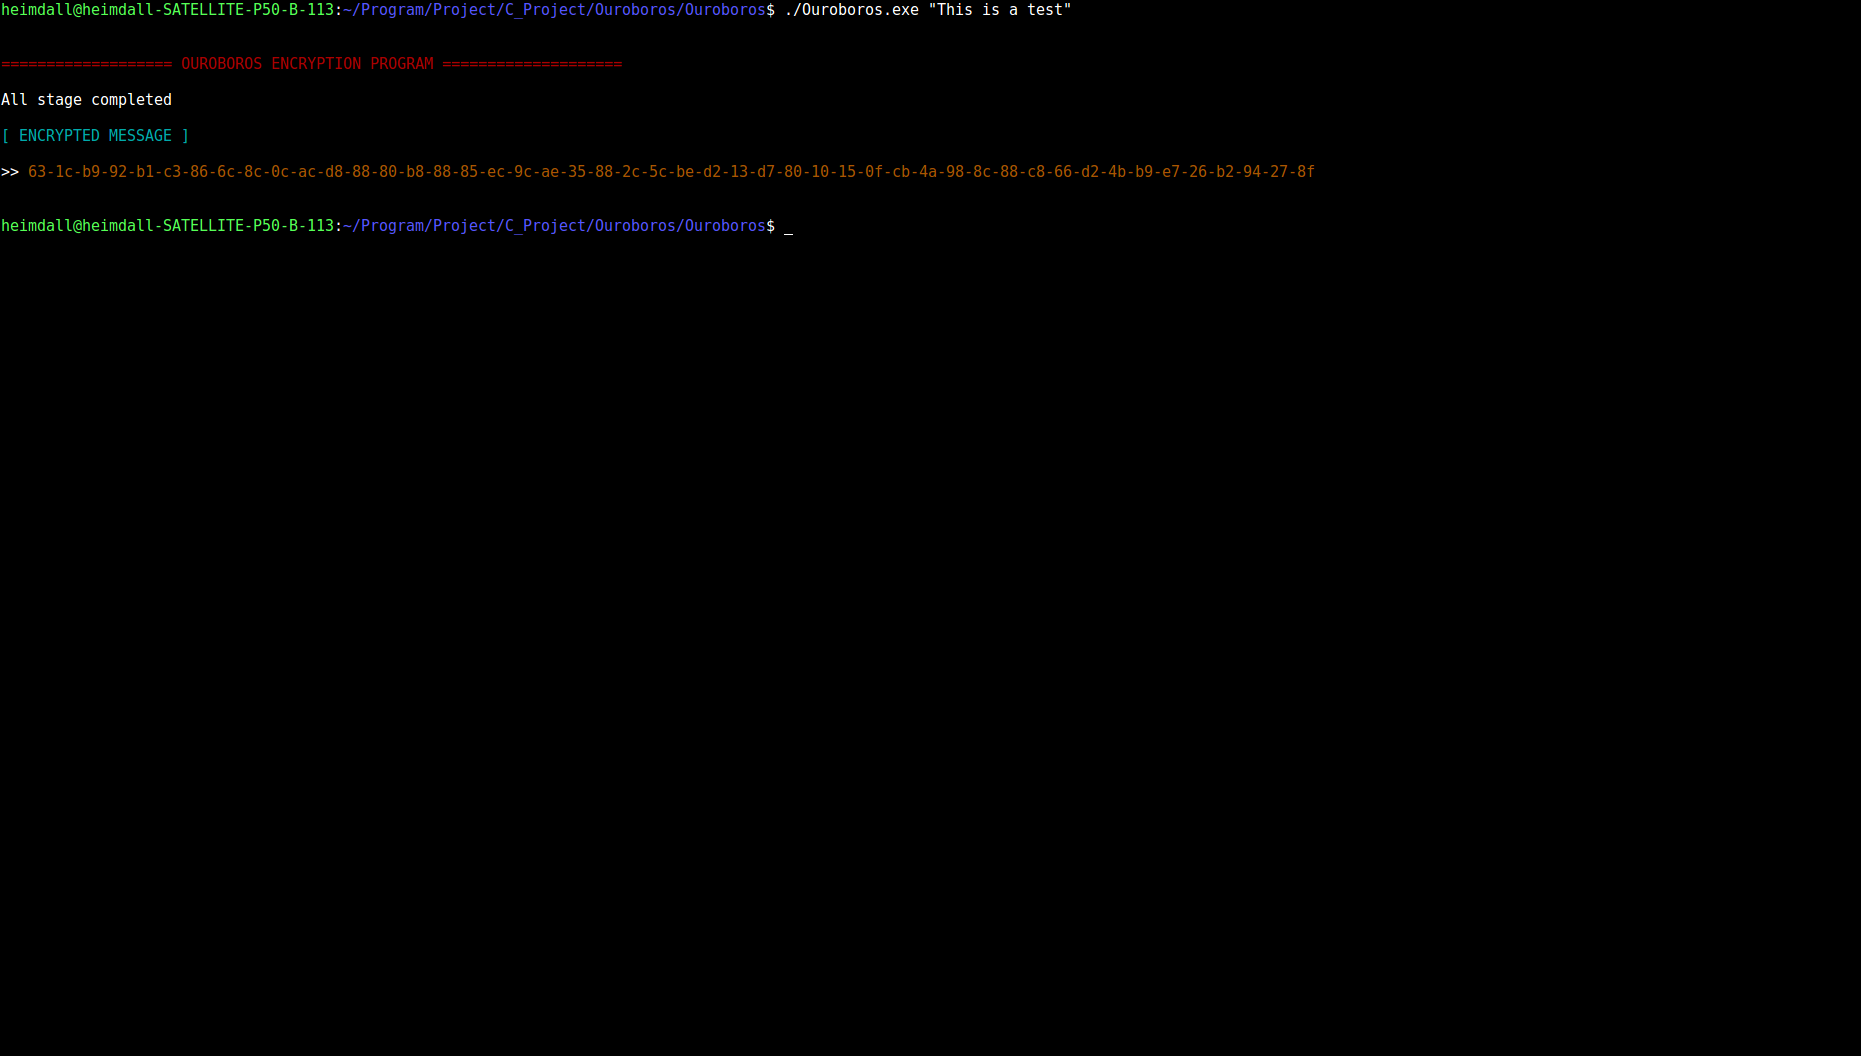 heimdall@heimdall-SATELLITE-P50-B-113:~/Program/Project/C_Project/Ouroboros/Ouroboros$ ./Ouroboros.exe "This is a test"
=================== OUROBOROS ENCRYPTION PROGRAM ====================
All stage completed
[ ENCRYPTED MESSAGE ]
>> 63-1c-b9-92-b1-c3-86-6c-8c-0c-ac-d8-88-80-b8-88-85-ec-9c-ae-35-88-2c-5c-be-d2-13-d7-80-10-15-0f-cb-4a-98-8c-88-c8-66-d2-4b-b9-e7-26-b2-94-27-8f
heimdall@heimdall-SATELLITE-P50-B-113:~/Program/Project/C_Project/Ouroboros/Ouroboros$ _